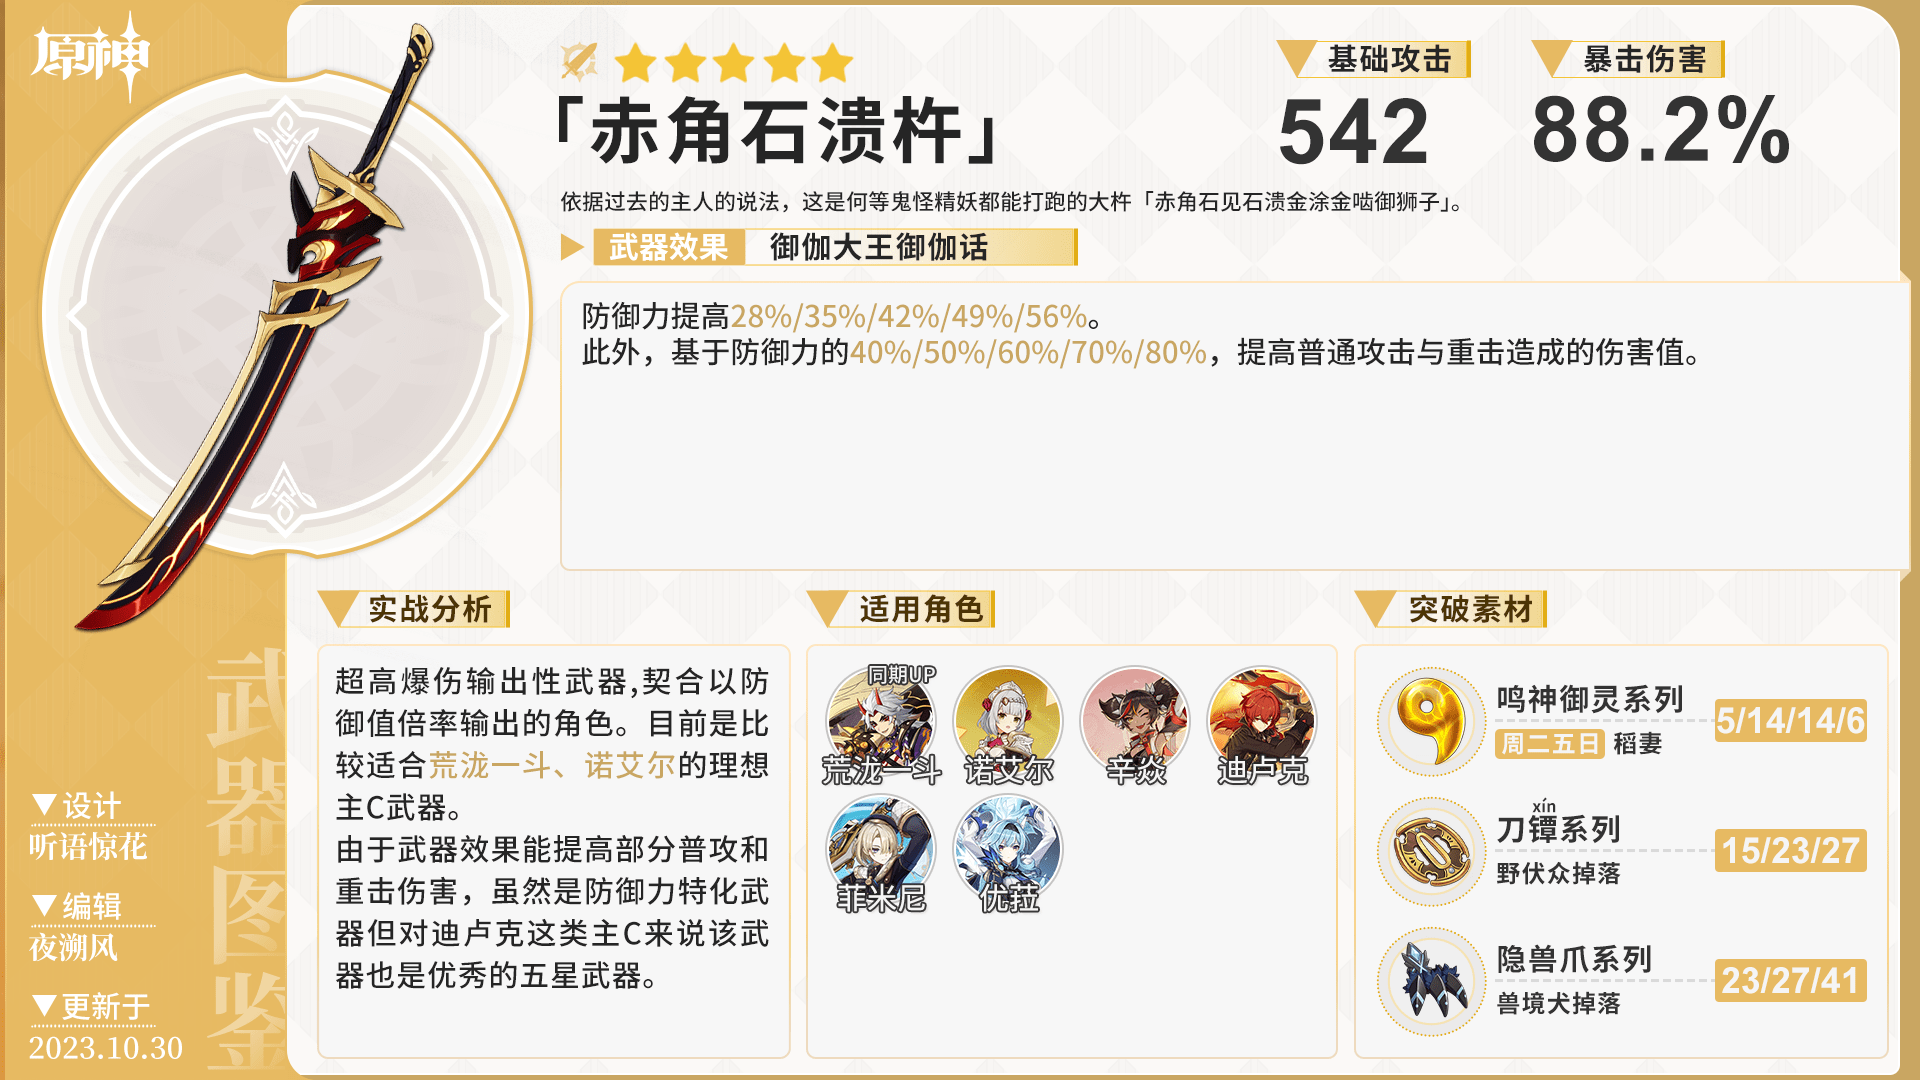 原神
「赤角石溃杵」
基础攻击
542
暴击伤害
88.2%
依据过去的主人的说法，这是何等鬼怪精妖都能打跑的大杵「赤角石见石溃金涂金啮御狮子」。
武器效果 御伽大王御伽话
防御力提高28%/35%/42%/49%/56%。
此外，基于防御力的40%/50%/60%/70%/80%，提高普通攻击与重击造成的伤害值。
实战分析
超高爆伤输出性武器,契合以防
御值倍率输出的角色。目前是比
较适合荒泷一斗、诺艾尔的理想
主C武器。
由于武器效果能提高部分普攻和
重击伤害，虽然是防御力特化武
器但对迪卢克这类主C来说该武
器也是优秀的五星武器。
适用角色
同期UP
荒泷一斗 诺艾尔 辛焱 迪卢克
菲米尼 优菈
突破素材
鸣神御灵系列
周二五日 稻妻
5/14/14/6
xín
刀镡系列
野伏众掉落
15/23/27
隐兽爪系列
兽境犬掉落
23/27/41
武器图鉴
▼设计
听语惊花
▼编辑
夜溯风
▼更新于
2023.10.30